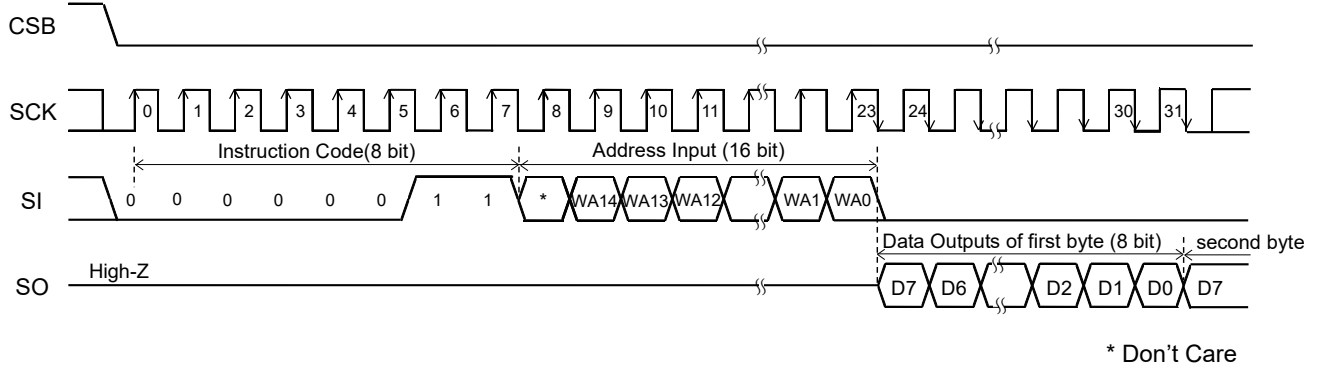 CSB
SCK 0 1 2 3 4 5 6 7 8 9 10 11 23 24 30 31
Instruction Code(8 bit) Address Input (16 bit)
SI 0 0 0 0 0 0 1 1 * WA14 WA13 WA12 WA1 WA0
Data Outputs of first byte (8 bit) second byte
High-Z
SO D7 D6 D2 D1 D0 D7
* Don't Care